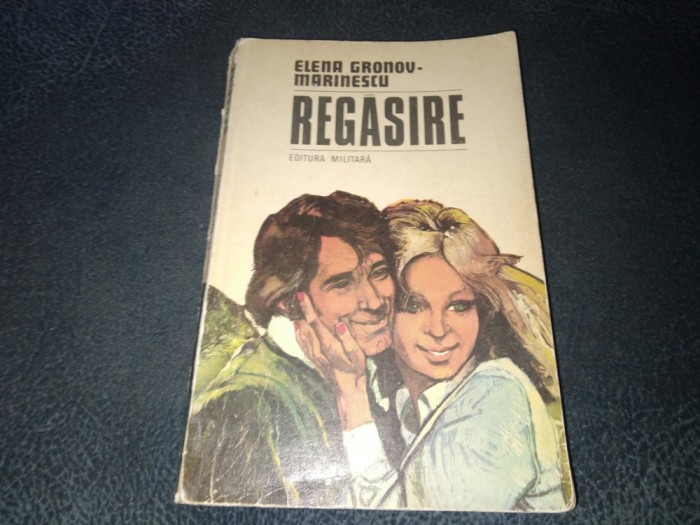 ELENA GRONOV-
MARINESCU
REGĂSIRE
EDITURA MILITARĂ